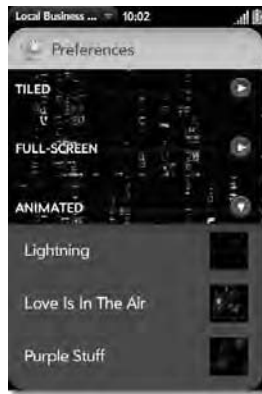 Local Business ... 10:02
Preferences
TILED
FULL-SCREEN
ANIMATED
Lightning
Love Is In The Air
Purple Stuff